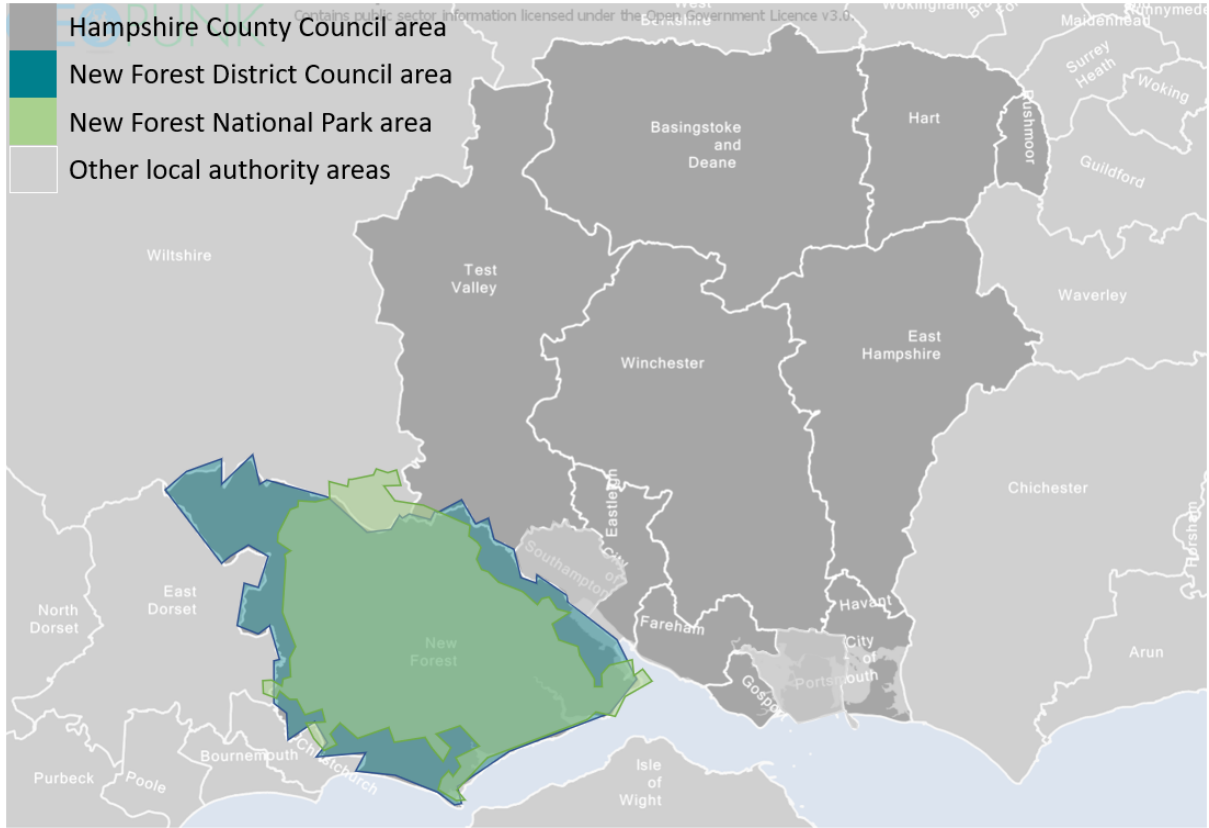 Contains public sector information licensed under the Open Government Licence v3.0.
Hampshire County Council area
New Forest District Council area
New Forest National Park area
Other local authority areas
West
Berkshire
Wokingham
Maidenhead
Surrey
Heath
Woking
Basingstoke
and
Deane
Hart
Rushmoor
Guildford
Wiltshire
Test
Valley
Waverley
Winchester
East
Hampshire
Eastleigh
Chichester
Horsham
City
of
Southampton
East
Dorset
North
Dorset
Havant
Fareham
New
Forest
City
of
Portsmouth
Gosport
Arun
Bournemouth
Christchurch
Poole
Purbeck
Isle
of
Wight